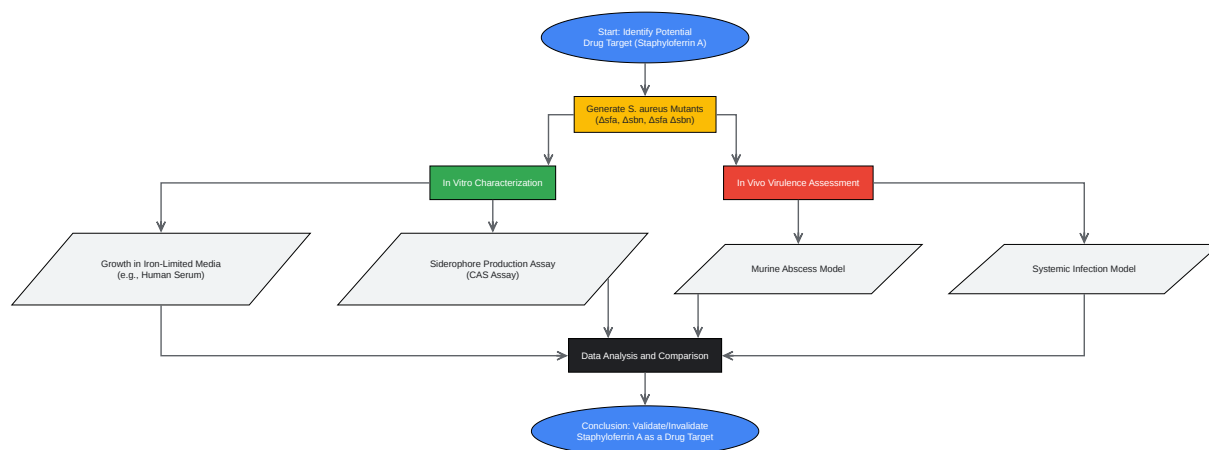 Start: Identify Potential
Drug Target (Staphyloferrin A)
Generate S. aureus Mutants
(Δsfa, Δsbn, Δsfa Δsbn)
In Vitro Characterization
In Vivo Virulence Assessment
Growth in Iron-Limited Media
(e.g., Human Serum)
Siderophore Production Assay
(CAS Assay)
Murine Abscess Model
Systemic Infection Model
Data Analysis and Comparison
Conclusion: Validate/Invalidate
Staphyloferrin A as a Drug Target